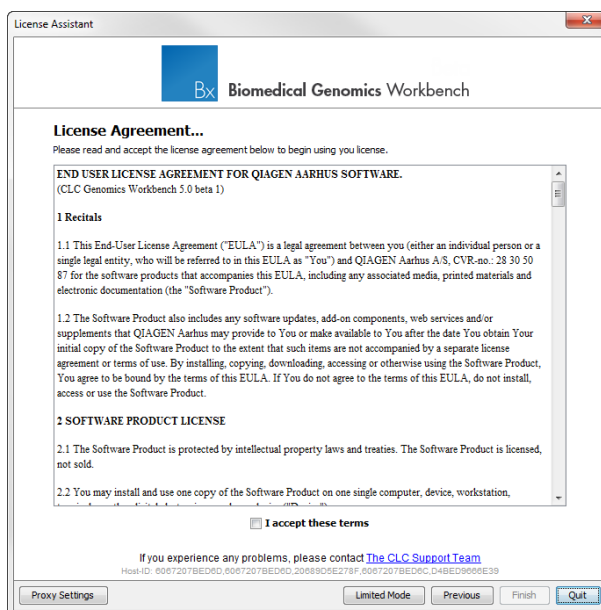 License Assistant
Bx Biomedical Genomics Workbench
License Agreement...
Please read and accept the license agreement below to begin using you license.
END USER LICENSE AGREEMENT FOR QIAGEN AARHUS SOFTWARE.
(CLC Genomics Workbench 5.0 beta 1)
1 Recitals
1.1 This End-User License Agreement ("EULA") is a legal agreement between you (either an individual person or a
single legal entity, who will be referred to in this EULA as "You") and QIAGEN Aarhus A/S, CVR-no.: 28 30 50
87 for the software products that accompanies this EULA, including any associated media, printed materials and
electronic documentation (the "Software Product").
1.2 The Software Product also includes any software updates, add-on components, web services and/or
supplements that QIAGEN Aarhus may provide to You or make available to You after the date You obtain Your
initial copy of the Software Product to the extent that such items are not accompanied by a separate license
agreement or terms of use. By installing, copying, downloading, accessing or otherwise using the Software Product,
You agree to be bound by the terms of this EULA. If You do not agree to the terms of this EULA, do not install,
access or use the Software Product.
2 SOFTWARE PRODUCT LICENSE
2.1 The Software Product is protected by intellectual property laws and treaties. The Software Product is licensed,
not sold.
2.2 You may install and use one copy of the Software Product on one single computer, device, workstation,
I accept these terms
If you experience any problems, please contact The CLC Support Team
Host-ID: 6067207BED6D,6067207BED6D,20689D5E278F,6067207BED6C,D4BED9666E39
Proxy Settings Limited Mode Previous Finish Quit